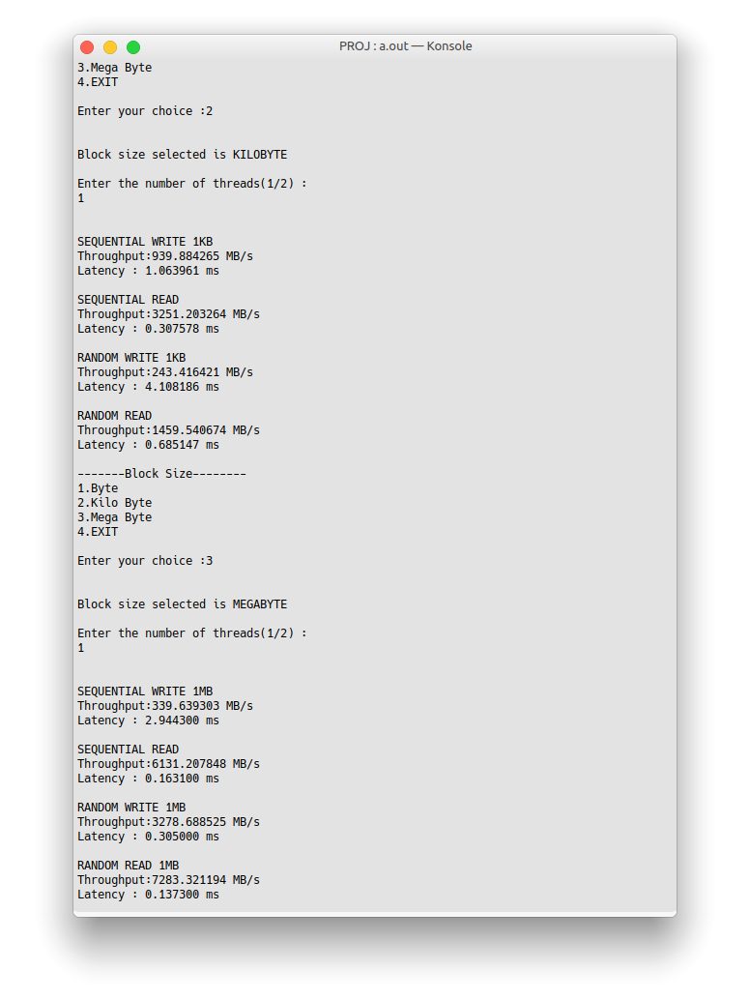 PROJ : a.out — Konsole
3.Mega Byte
4.EXIT
Enter your choice :2
Block size selected is KILOBYTE
Enter the number of threads(1/2) :
1
SEQUENTIAL WRITE 1KB
Throughput:939.884265 MB/s
Latency : 1.063961 ms
SEQUENTIAL READ
Throughput:3251.203264 MB/s
Latency : 0.307578 ms
RANDOM WRITE 1KB
Throughput:243.416421 MB/s
Latency : 4.108186 ms
RANDOM READ
Throughput:1459.540674 MB/s
Latency : 0.685147 ms
-------Block Size--------
1.Byte
2.Kilo Byte
3.Mega Byte
4.EXIT
Enter your choice :3
Block size selected is MEGABYTE
Enter the number of threads(1/2) :
1
SEQUENTIAL WRITE 1MB
Throughput:339.639303 MB/s
Latency : 2.944300 ms
SEQUENTIAL READ
Throughput:6131.207848 MB/s
Latency : 0.163100 ms
RANDOM WRITE 1MB
Throughput:3278.688525 MB/s
Latency : 0.305000 ms
RANDOM READ 1MB
Throughput:7283.321194 MB/s
Latency : 0.137300 ms